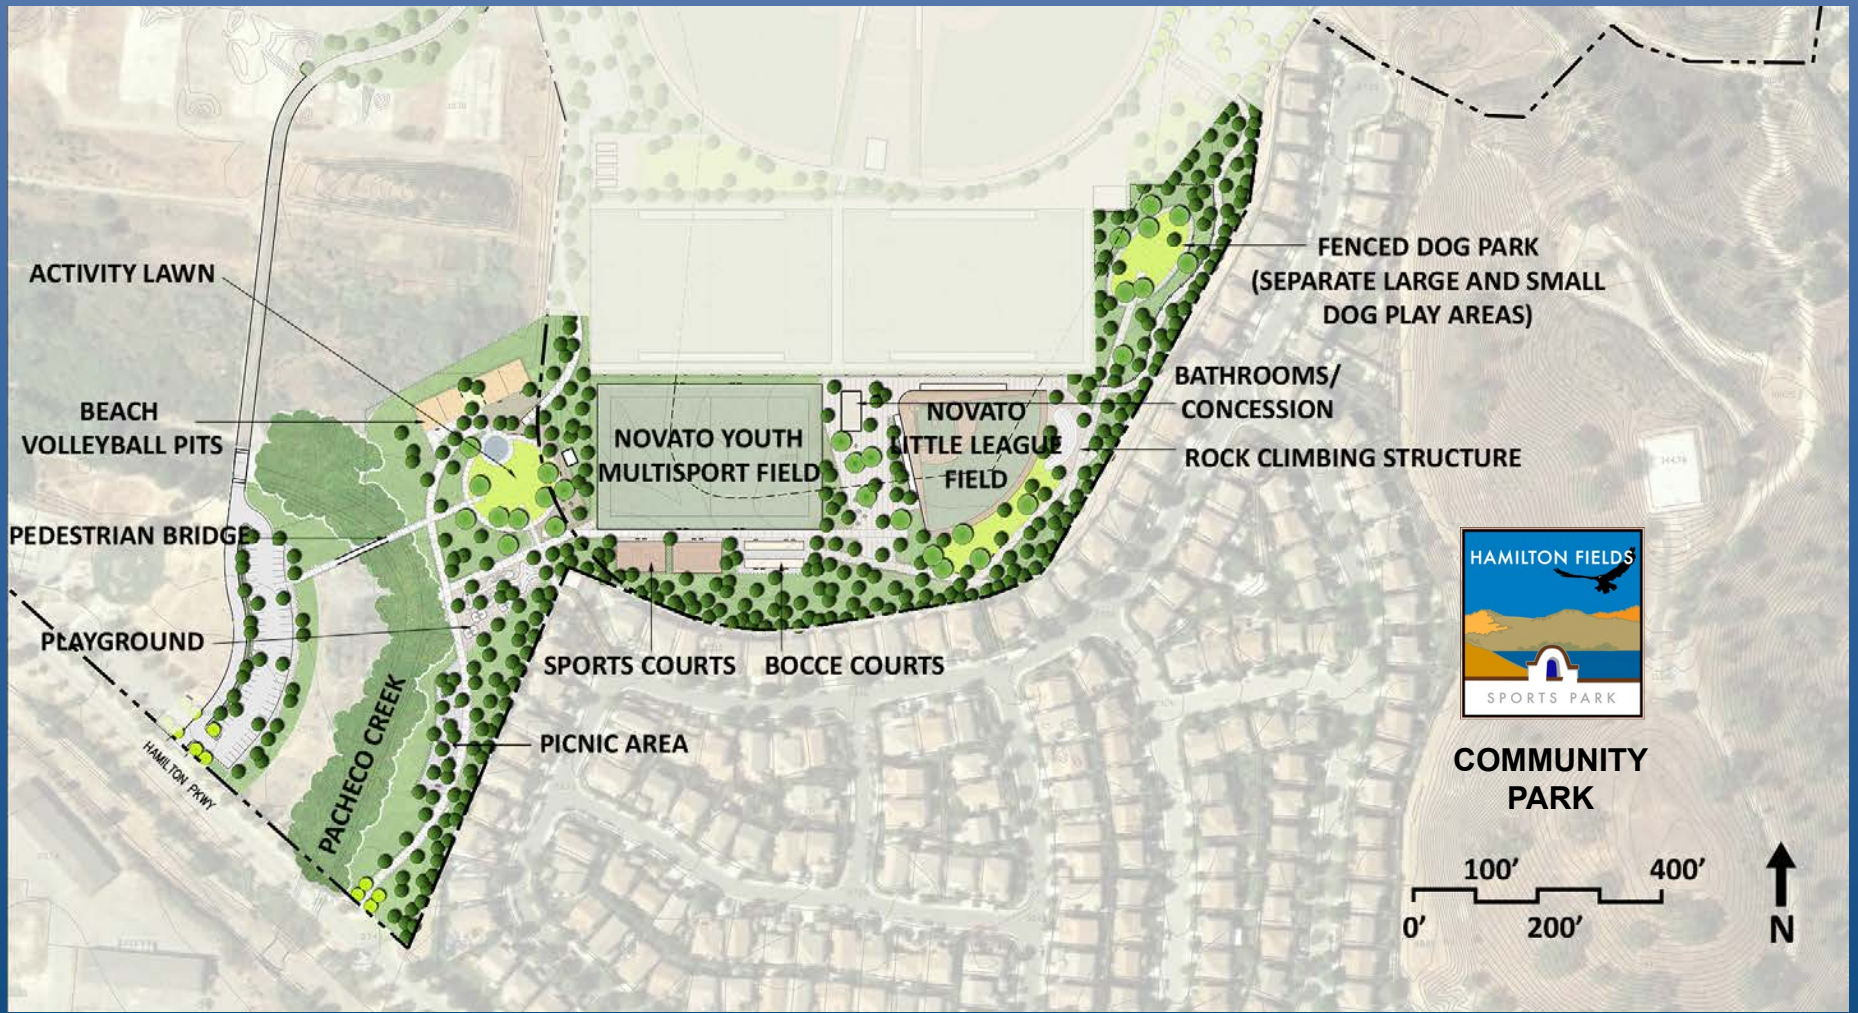 ACTIVITY LAWN
FENCED DOG PARK
(SEPARATE LARGE AND SMALL
DOG PLAY AREAS)
BATHROOMS/
CONCESSION
BEACH
VOLLEYBALL PITS
NOVATO YOUTH
MULTISPORT FIELD
NOVATO
LITTLE LEAGUE
FIELD
ROCK CLIMBING STRUCTURE
PEDESTRIAN BRIDGE
PLAYGROUND
SPORTS COURTS
BOCCE COURTS
PICNIC AREA
PACHECO CREEK
HAMILTON PKWY
HAMILTON FIELDS
SPORTS PARK
COMMUNITY
PARK
100' 400'
0' 200'
N